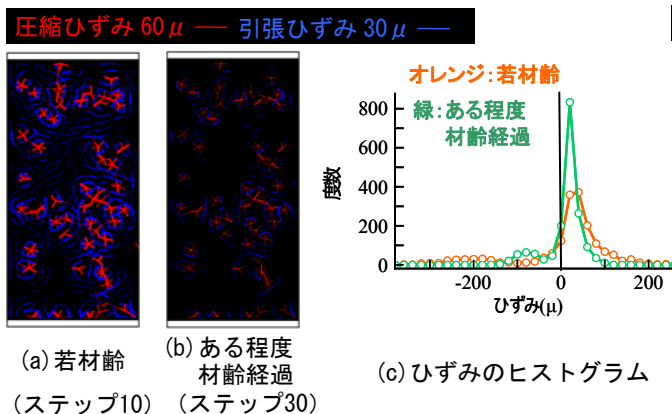 圧縮ひずみ 60μ ── 引張ひずみ 30μ ──
(a)若材齢
(ステップ10)
(b)ある程度
材齢経過
(ステップ30)
オレンジ:若材齢
緑:ある程度
材齢経過
度数
800
600
400
200
0
-200
0
200
ひずみ(μ)
(c)ひずみのヒストグラム